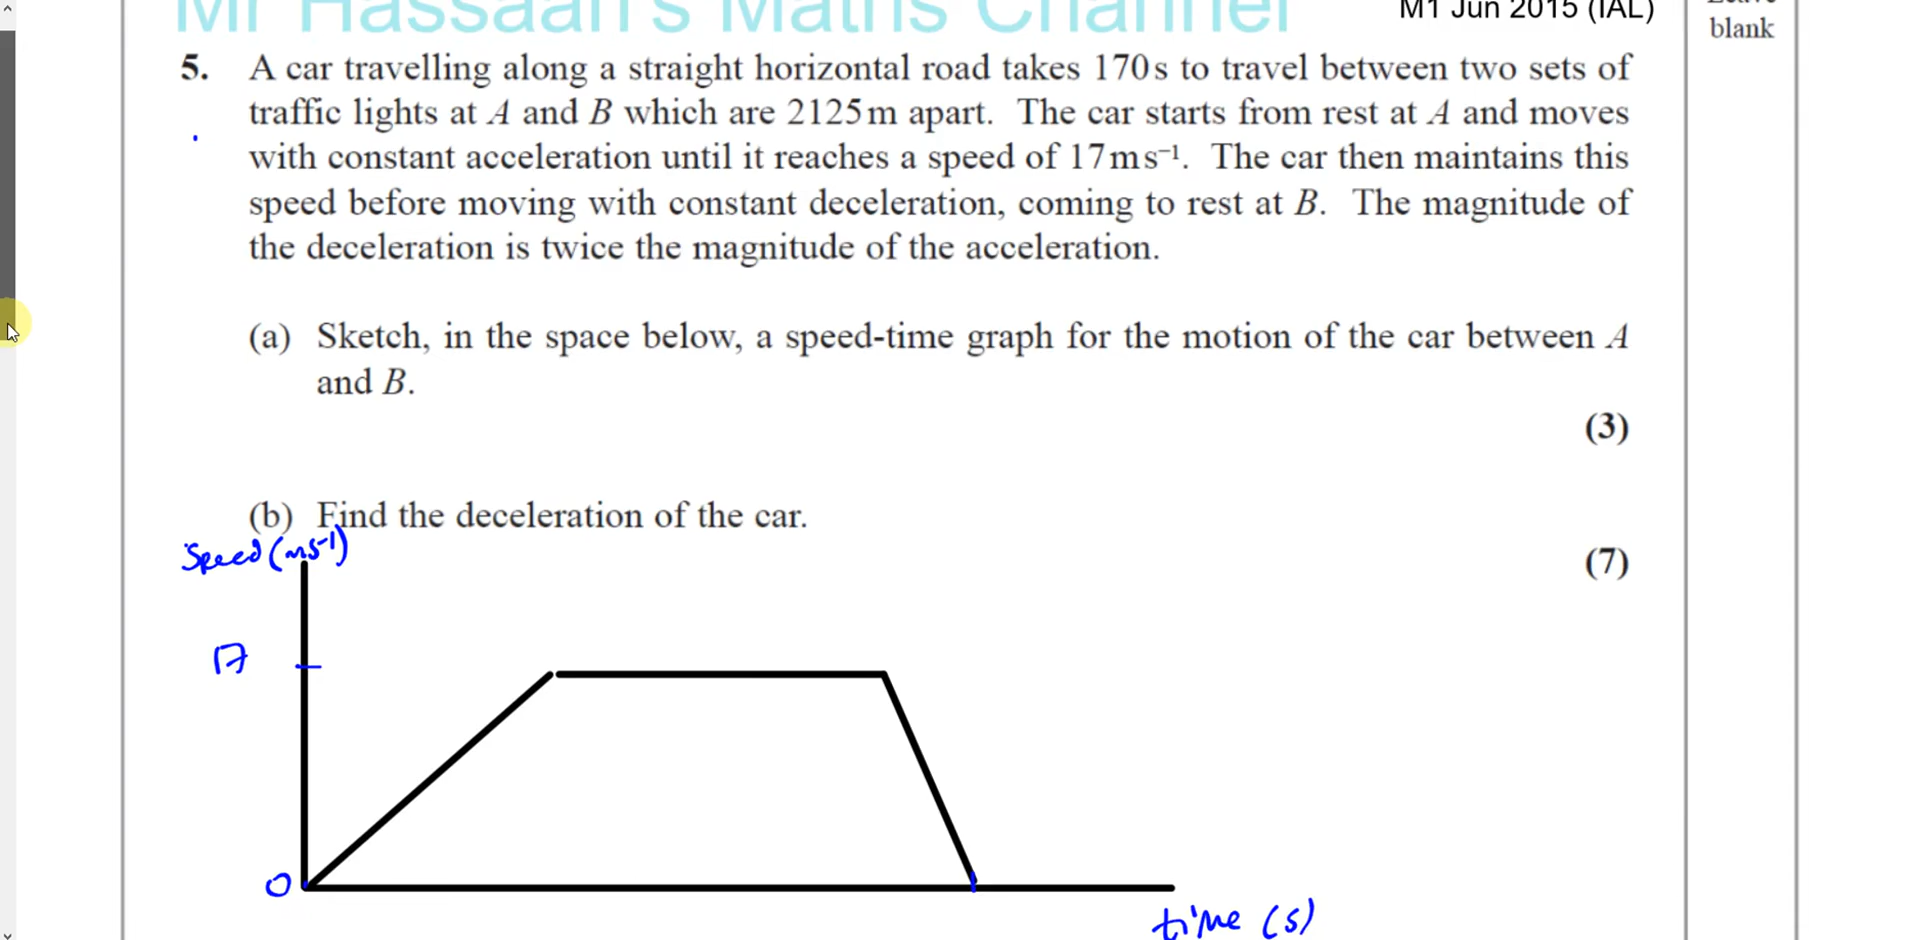 Mr Hassaan's Maths Channel
M1 Jun 2015 (IAL)
Leave
blank
5. A car travelling along a straight horizontal road takes 170 s to travel between two sets of
traffic lights at A and B which are 2125 m apart. The car starts from rest at A and moves
with constant acceleration until it reaches a speed of 17 m s⁻¹. The car then maintains this
speed before moving with constant deceleration, coming to rest at B. The magnitude of
the deceleration is twice the magnitude of the acceleration.
(a) Sketch, in the space below, a speed-time graph for the motion of the car between A
and B.
(3)
(b) Find the deceleration of the car.
(7)
Speed (ms⁻¹)
17
0
time (s)